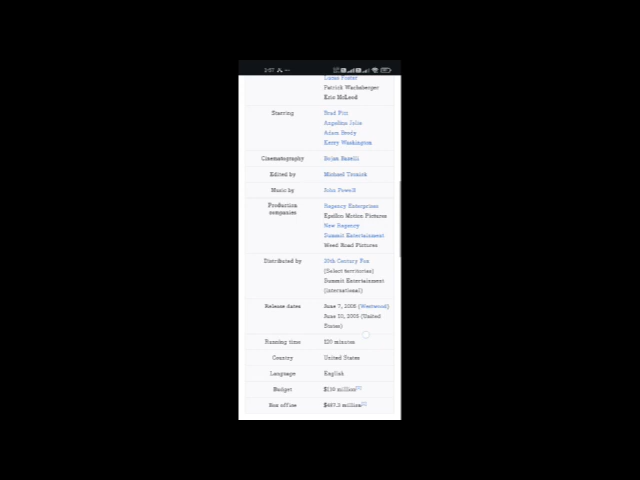 Lucas Foster
Patrick Wachsberger
Eric McLeod
Starring
Brad Pitt
Angelina Jolie
Adam Brody
Kerry Washington
Cinematography
Bojan Bazelli
Edited by
Michael Tronick
Music by
John Powell
Production
companies
Regency Enterprises
Epsilon Motion Pictures
New Regency
Summit Entertainment
Weed Road Pictures
Distributed by
20th Century Fox
(Select territories)
Summit Entertainment
(international)
Release dates
June 7, 2005 (Westwood)
June 10, 2005 (United
States)
Running time
120 minutes
Country
United States
Language
English
Budget
Box office